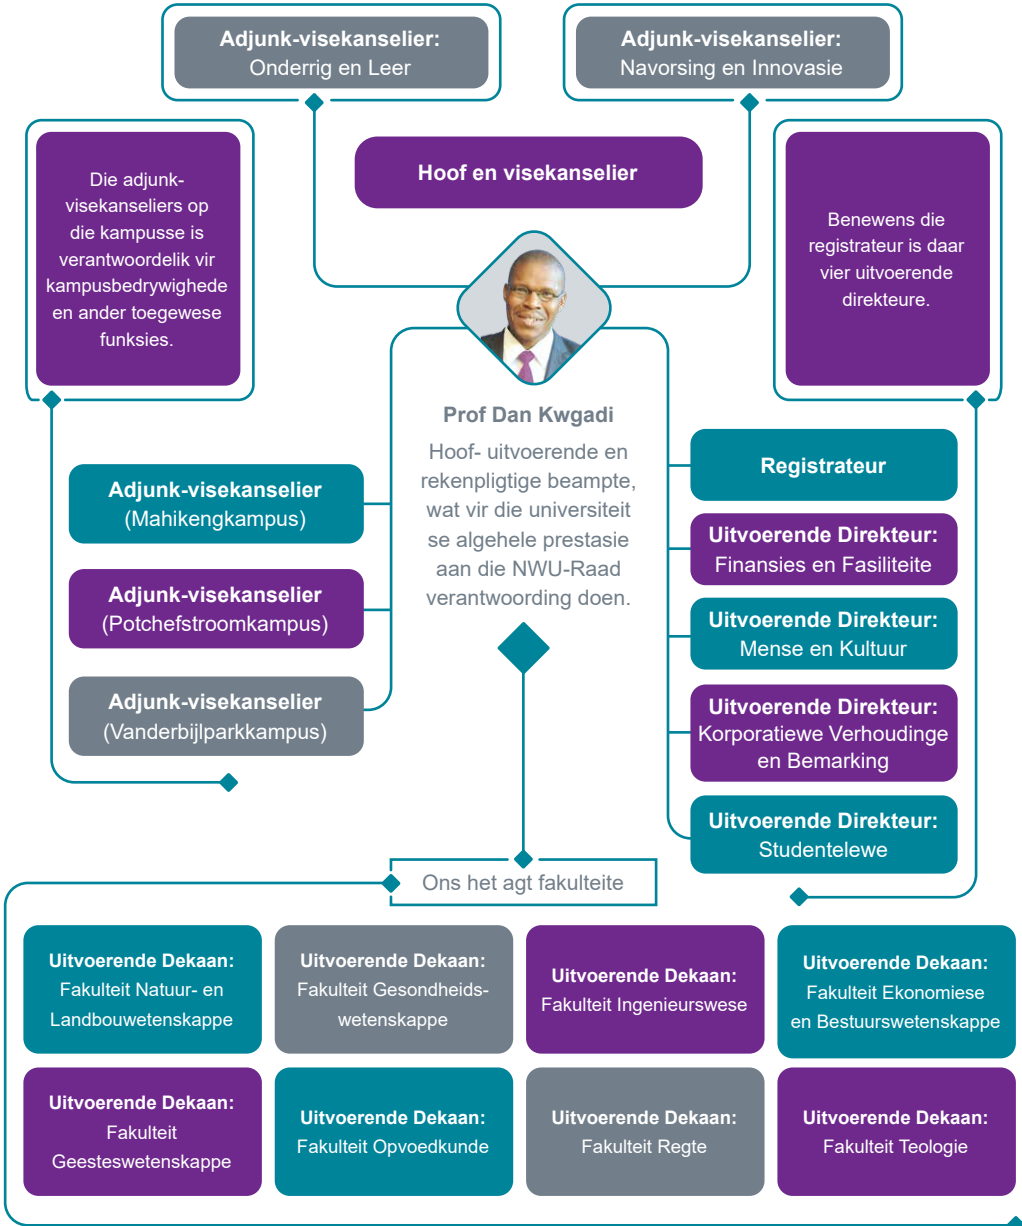 Adjunk-visekanselier:
Onderrig en Leer
Adjunk-visekanselier:
Navorsing en Innovasie
Hoof en visekanselier
Die adjunk-
visekanseliers op
die kampusse is
verantwoordelik vir
kampusbedrywighede
en ander toegewese
funksies.
Benewens die
registrateur is daar
vier uitvoerende
direkteure.
Prof Dan Kwgadi
Hoof- uitvoerende en
rekenpligtige beampte,
wat vir die universiteit
se algehele prestasie
aan die NWU-Raad
verantwoording doen.
Adjunk-visekanselier
(Mahikengkampus)
Adjunk-visekanselier
(Potchefstroomkampus)
Adjunk-visekanselier
(Vanderbijlparkkampus)
Registrateur
Uitvoerende Direkteur:
Finansies en Fasiliteite
Uitvoerende Direkteur:
Mense en Kultuur
Uitvoerende Direkteur:
Korporatiewe Verhoudinge
en Bemarking
Uitvoerende Direkteur:
Studentelewe
Ons het agt fakulteite
Uitvoerende Dekaan:
Fakulteit Natuur- en
Landbouwetenskappe
Uitvoerende Dekaan:
Fakulteit Gesondheids-
wetenskappe
Uitvoerende Dekaan:
Fakulteit Ingenieurswese
Uitvoerende Dekaan:
Fakulteit Ekonomiese
en Bestuurswetenskappe
Uitvoerende Dekaan:
Fakulteit
Geesteswetenskappe
Uitvoerende Dekaan:
Fakulteit Opvoedkunde
Uitvoerende Dekaan:
Fakulteit Regte
Uitvoerende Dekaan:
Fakulteit Teologie